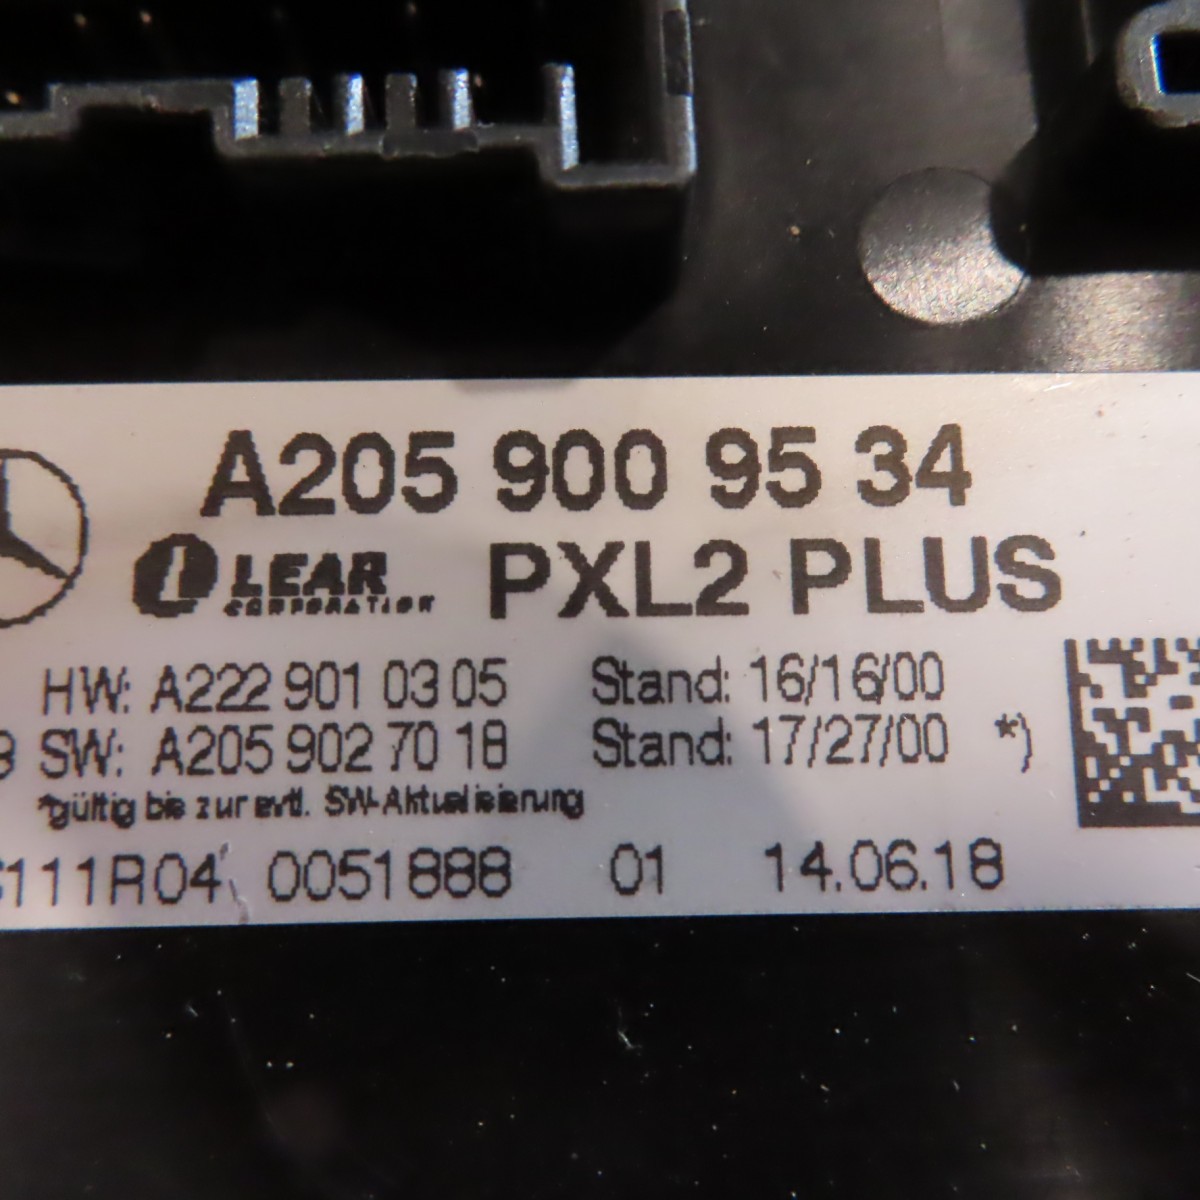 A205 900 95 34
LEAR CORPORATION PXL2 PLUS
HW: A222 901 03 05 Stand: 16/16/00
SW: A205 902 70 18 Stand: 17/27/00 *)
*gültig bis zur evtl. SW-Aktualisierung
111R04 0051888 01 14.06.18